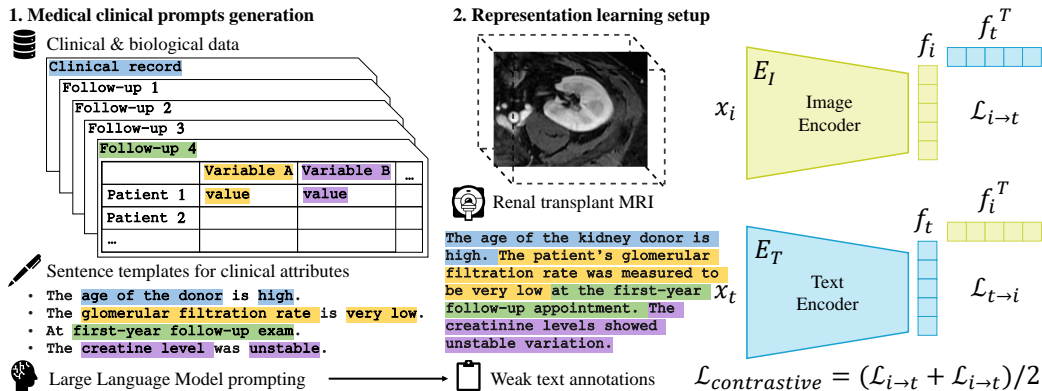 1. Medical clinical prompts generation
Clinical & biological data
Clinical record
Follow-up 1
Follow-up 2
Follow-up 3
Follow-up 4
Variable A Variable B ...
Patient 1 value value
Patient 2
...
Sentence templates for clinical attributes
• The age of the donor is high.
• The glomerular filtration rate is very low.
• At first-year follow-up exam.
• The creatine level was unstable.
Large Language Model prompting
2. Representation learning setup
Renal transplant MRI
The age of the kidney donor is
high. The patient's glomerular
filtration rate was measured to
be very low at the first-year
follow-up appointment. The
creatinine levels showed
unstable variation.
Weak text annotations
x_i
E_I
Image
Encoder
f_i
f_t^T
ℒ_{i→t}
x_t
E_T
Text
Encoder
f_t
f_i^T
ℒ_{t→i}
ℒ_{contrastive} = (ℒ_{i→t} + ℒ_{i→t})/2